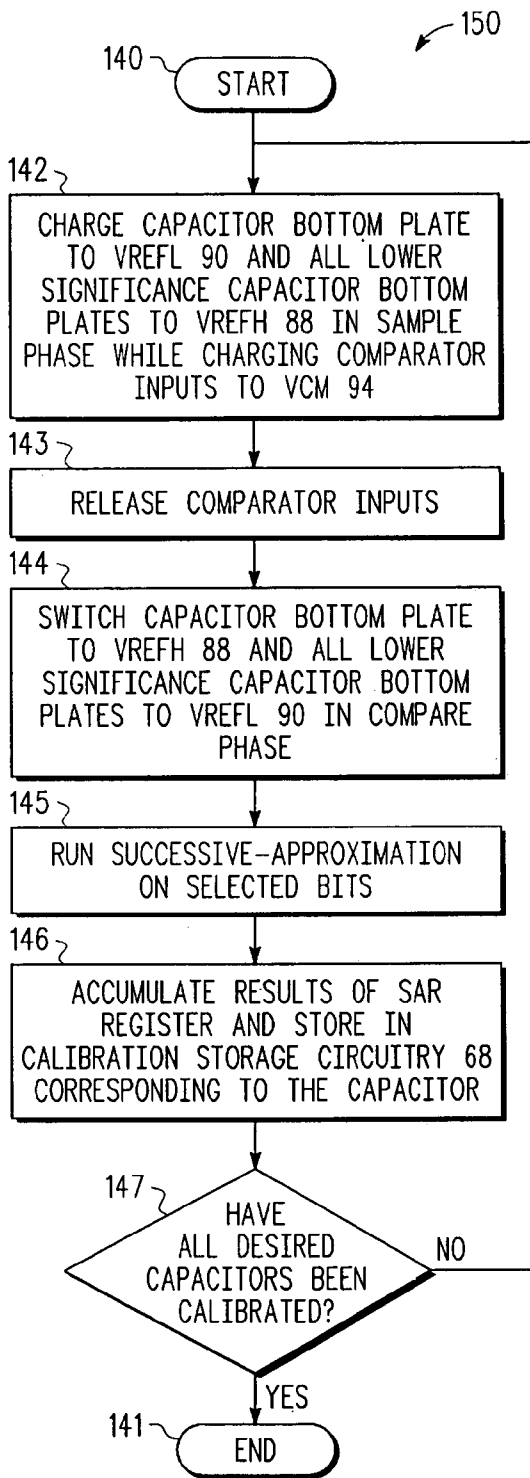 150
140
START
142
CHARGE CAPACITOR BOTTOM PLATE
TO VREFL 90 AND ALL LOWER
SIGNIFICANCE CAPACITOR BOTTOM
PLATES TO VREFH 88 IN SAMPLE
PHASE WHILE CHARGING COMPARATOR
INPUTS TO VCM 94
143
RELEASE COMPARATOR INPUTS
144
SWITCH CAPACITOR BOTTOM PLATE
TO VREFH 88 AND ALL LOWER
SIGNIFICANCE CAPACITOR BOTTOM
PLATES TO VREFL 90 IN COMPARE
PHASE
145
RUN SUCCESSIVE-APPROXIMATION
ON SELECTED BITS
146
ACCUMULATE RESULTS OF SAR
REGISTER AND STORE IN
CALIBRATION STORAGE CIRCUITRY 68
CORRESPONDING TO THE CAPACITOR
147
HAVE
ALL DESIRED
CAPACITORS BEEN
CALIBRATED?
NO
YES
141
END